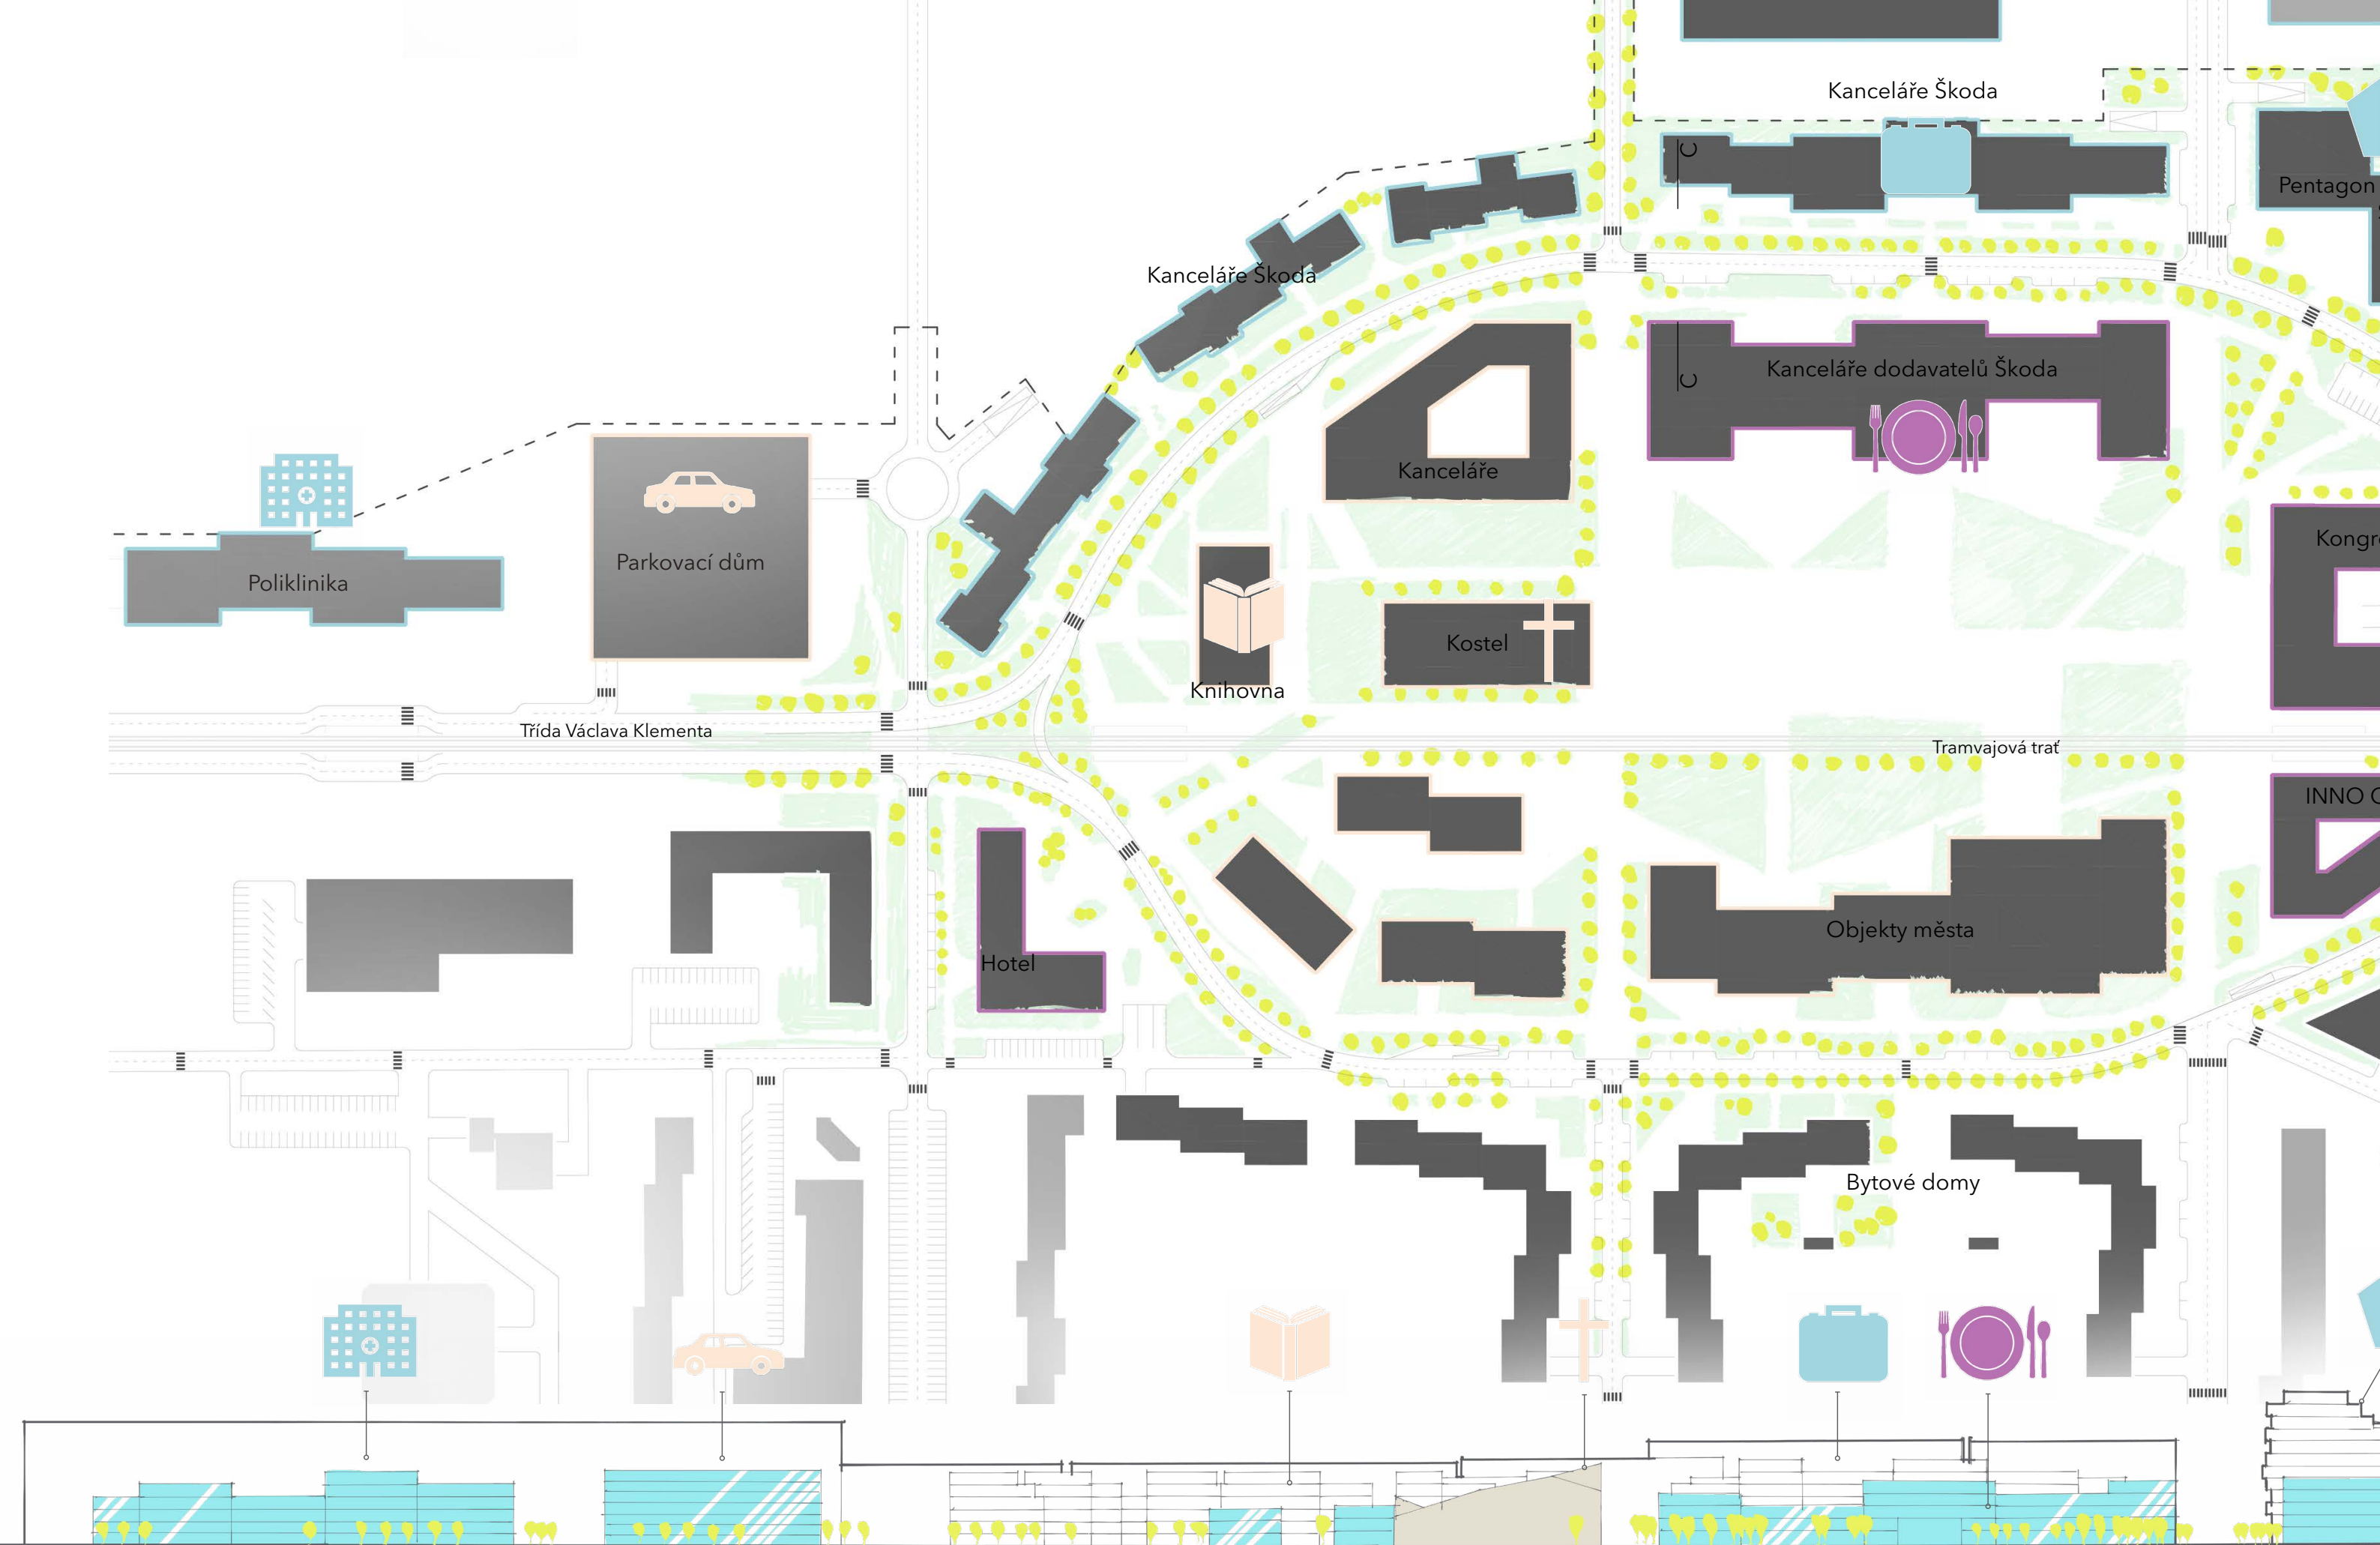 Kanceláře Škoda
C
Pentagon
Kanceláře Škoda
Kanceláře dodavatelů Škoda
C
Kanceláře
Kongr
Parkovací dům
Poliklinika
Kostel
Knihovna
Třída Václava Klementa
Tramvajová trať
INNO C
Objekty města
Hotel
Bytové domy